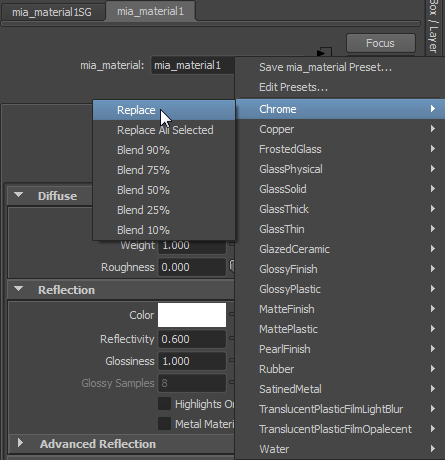 mia_material1SG
mia_material1
Box / Layer
Focus
mia_material: mia_material1
Save mia_material Preset...
Edit Presets...
Chrome
Copper
FrostedGlass
GlassPhysical
GlassSolid
GlassThick
GlassThin
GlazedCeramic
GlossyFinish
GlossyPlastic
MatteFinish
MattePlastic
PearlFinish
Rubber
SatinedMetal
TranslucentPlasticFilmLightBlur
TranslucentPlasticFilmOpalecent
Water
Replace
Replace All Selected
Blend 90%
Blend 75%
Blend 50%
Blend 25%
Blend 10%
Diffuse
Weight 1.000
Roughness 0.000
Reflection
Color
Reflectivity 0.600
Glossiness 1.000
Glossy Samples 8
Highlights On
Metal Materi
Advanced Reflection